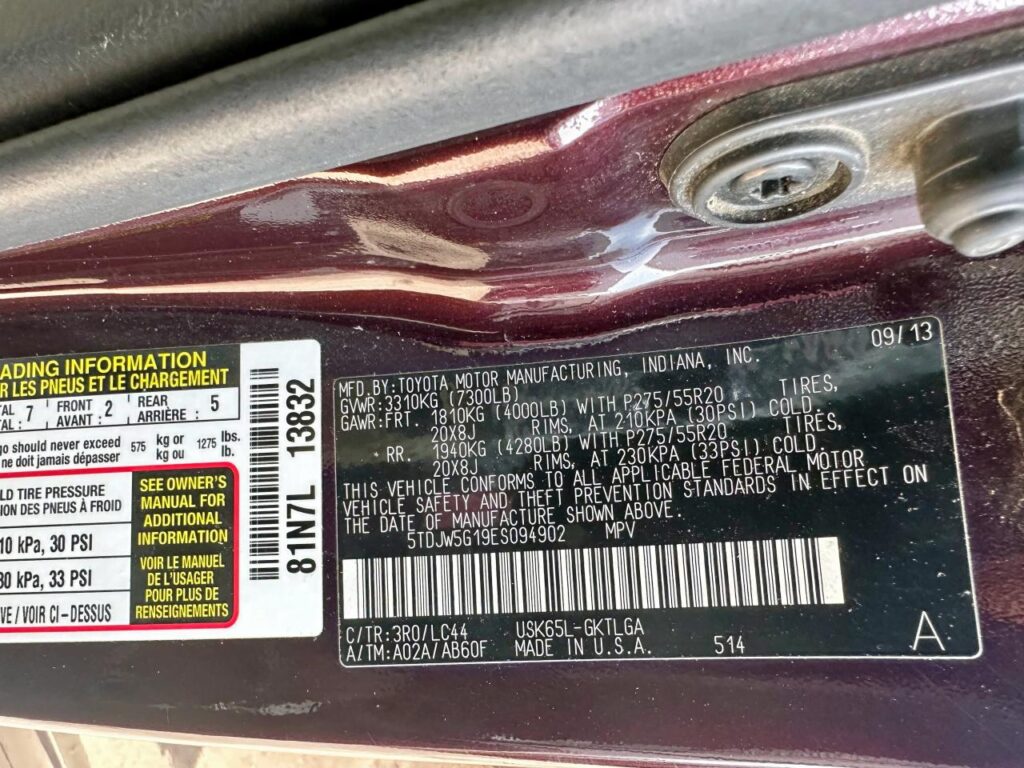 ADING INFORMATION
R LES PNEUS ET LE CHARGEMENT
TAL : 7 FRONT AVANT : 2 REAR ARRIÈRE : 5
go should never exceed 575 kg or 1275 lbs.
ne doit jamais dépasser kg ou lb.
LD TIRE PRESSURE
ION DES PNEUS À FROID
10 kPa, 30 PSI
30 kPa, 33 PSI
VE / VOIR CI-DESSUS
SEE OWNER'S
MANUAL FOR
ADDITIONAL
INFORMATION
VOIR LE MANUEL
DE L'USAGER
POUR PLUS DE
RENSEIGNEMENTS
81N7L 13832
09/13
MFD.BY:TOYOTA MOTOR MANUFACTURING, INDIANA, INC.
GVWR:3310KG (7300LB)
GAWR:FRT. 1810KG (4000LB) WITH P275/55R20 TIRES,
20X8J RIMS, AT 210KPA (30PSI) COLD.
RR. 1940KG (4280LB) WITH P275/55R20 TIRES,
20X8J RIMS, AT 230KPA (33PSI) COLD.
THIS VEHICLE CONFORMS TO ALL APPLICABLE FEDERAL MOTOR
VEHICLE SAFETY AND THEFT PREVENTION STANDARDS IN EFFECT ON
THE DATE OF MANUFACTURE SHOWN ABOVE.
5TDJW5G19ES094902 MPV
C/TR:3R0/LC44 USK65L-GKTLGA
A/TM:A02A/AB60F MADE IN U.S.A. 514
A